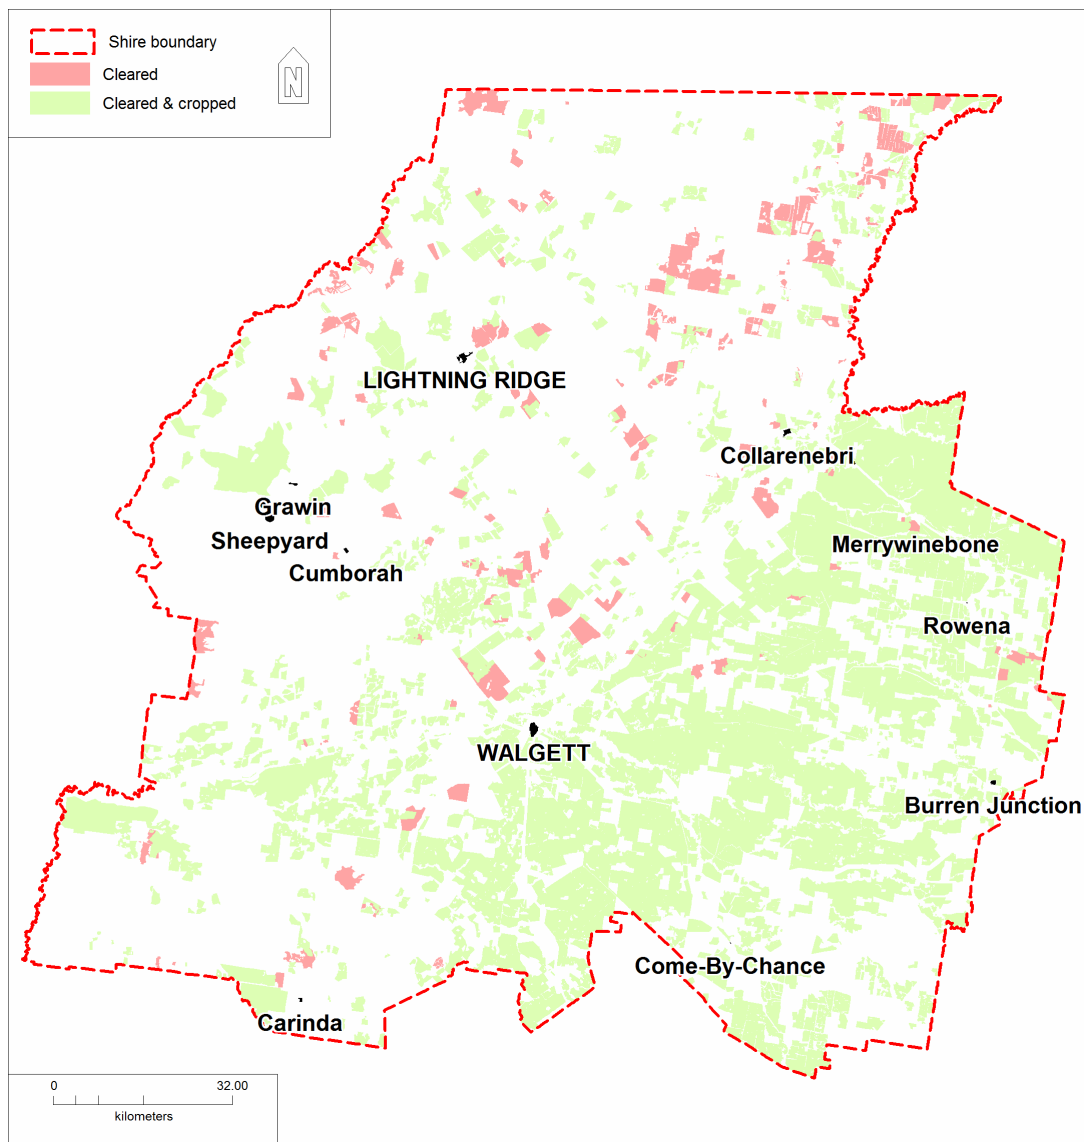 Shire boundary
Cleared
Cleared & cropped
N
LIGHTNING RIDGE
Collarenebri
Grawin
Sheepyard
Merrywinebone
Cumborah
Rowena
WALGETT
Burren Junction
Come-By-Chance
Carinda
0 32.00
kilometers